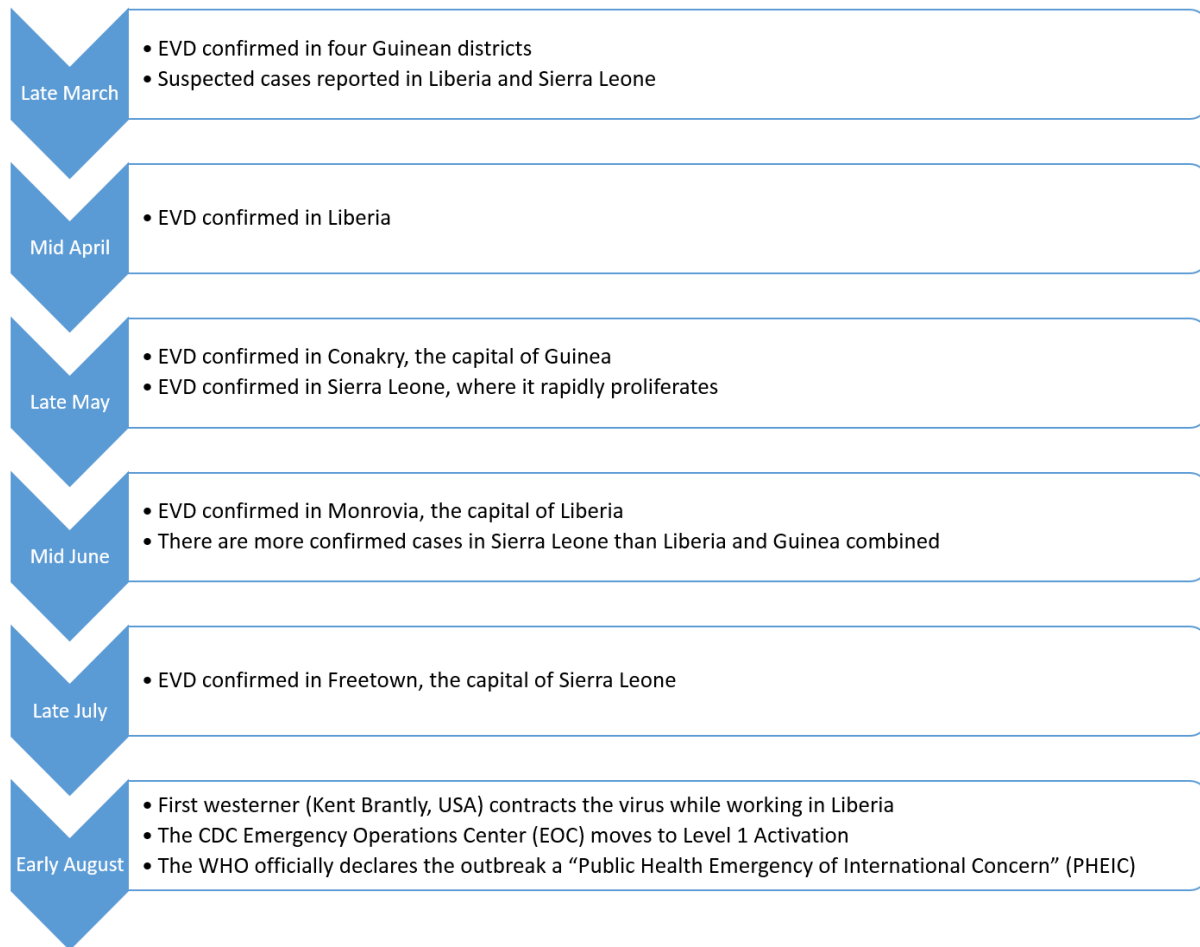 Late March
• EVD confirmed in four Guinean districts
• Suspected cases reported in Liberia and Sierra Leone
Mid April
• EVD confirmed in Liberia
Late May
• EVD confirmed in Conakry, the capital of Guinea
• EVD confirmed in Sierra Leone, where it rapidly proliferates
Mid June
• EVD confirmed in Monrovia, the capital of Liberia
• There are more confirmed cases in Sierra Leone than Liberia and Guinea combined
Late July
• EVD confirmed in Freetown, the capital of Sierra Leone
Early August
• First westerner (Kent Brantly, USA) contracts the virus while working in Liberia
• The CDC Emergency Operations Center (EOC) moves to Level 1 Activation
• The WHO officially declares the outbreak a “Public Health Emergency of International Concern” (PHEIC)